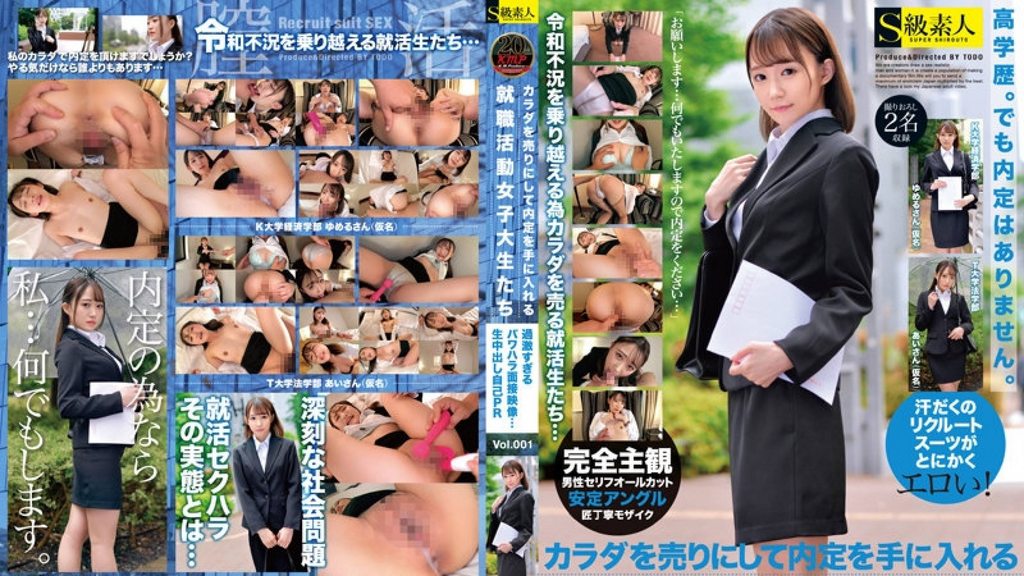 私のカラダで内定を頂けますでしょうか?
やる気だけなら誰よりもあります…
膣活
Recruit suit SEX
令和不況を乗り越える就活生たち…
Produce&Directed BY TODO
K大学経済学部 ゆめるさん(仮名)
T大学法学部 あいさん(仮名)
内定の為なら
私…何でもします。
深刻な社会問題
就活セクハラ
その実態とは…
20th
KMP
カラダを売りにして内定を手に入れる
就職活動女子大生たち
過激すぎる
パワハラ面接映像…
生中出し自己PR
Vol.001
令和不況を乗り越える為カラダを売る就活生たち…
お願いします…何でもいたしますので内定をください…
S級素人
SUPER SHIROUTO
Produce&Directed BY TODO
高学歴。でも内定はありません。
撮りおろし
2名
収録
K大学経済学部
ゆめるさん(仮名)
T大学法学部
あいさん(仮名)
汗だくの
リクルート
スーツが
とにかく
エロい!
完全主観
男性セリフオールカット
安定アングル
匠丁寧モザイク
カラダを売りにして内定を手に入れる